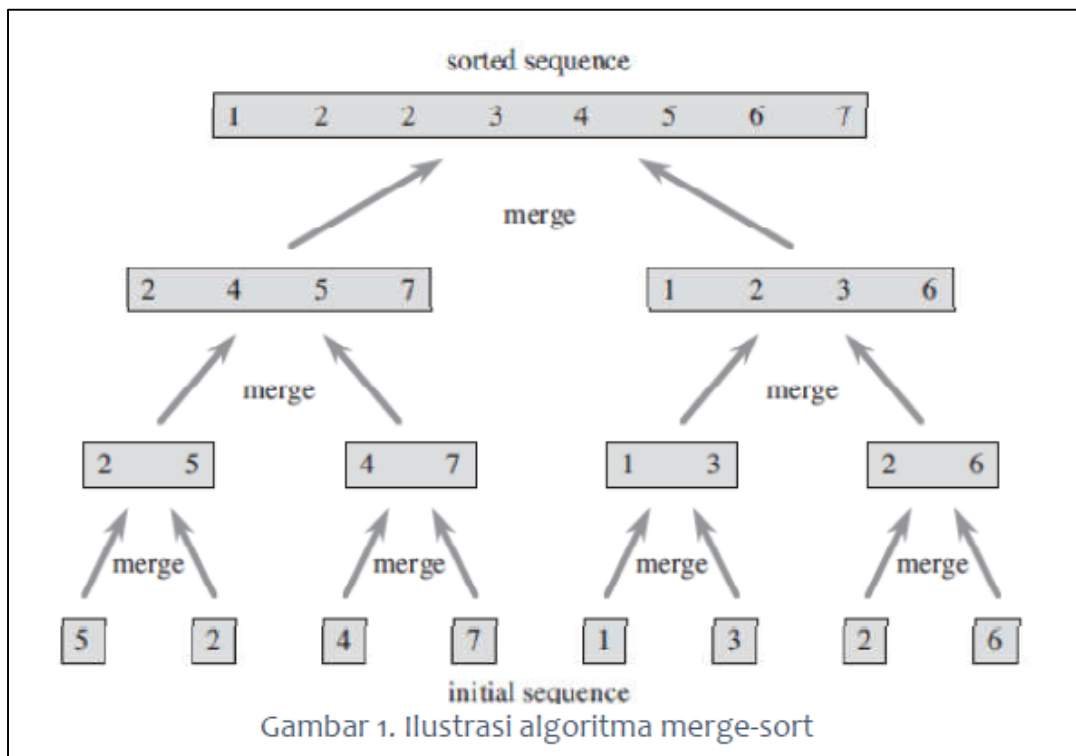 sorted sequence
1 2 2 3 4 5 6 7
merge
2 4 5 7 1 2 3 6
merge merge
2 5 4 7 1 3 2 6
merge merge merge merge
5 2 4 7 1 3 2 6
initial sequence
Gambar 1. Ilustrasi algoritma merge-sort